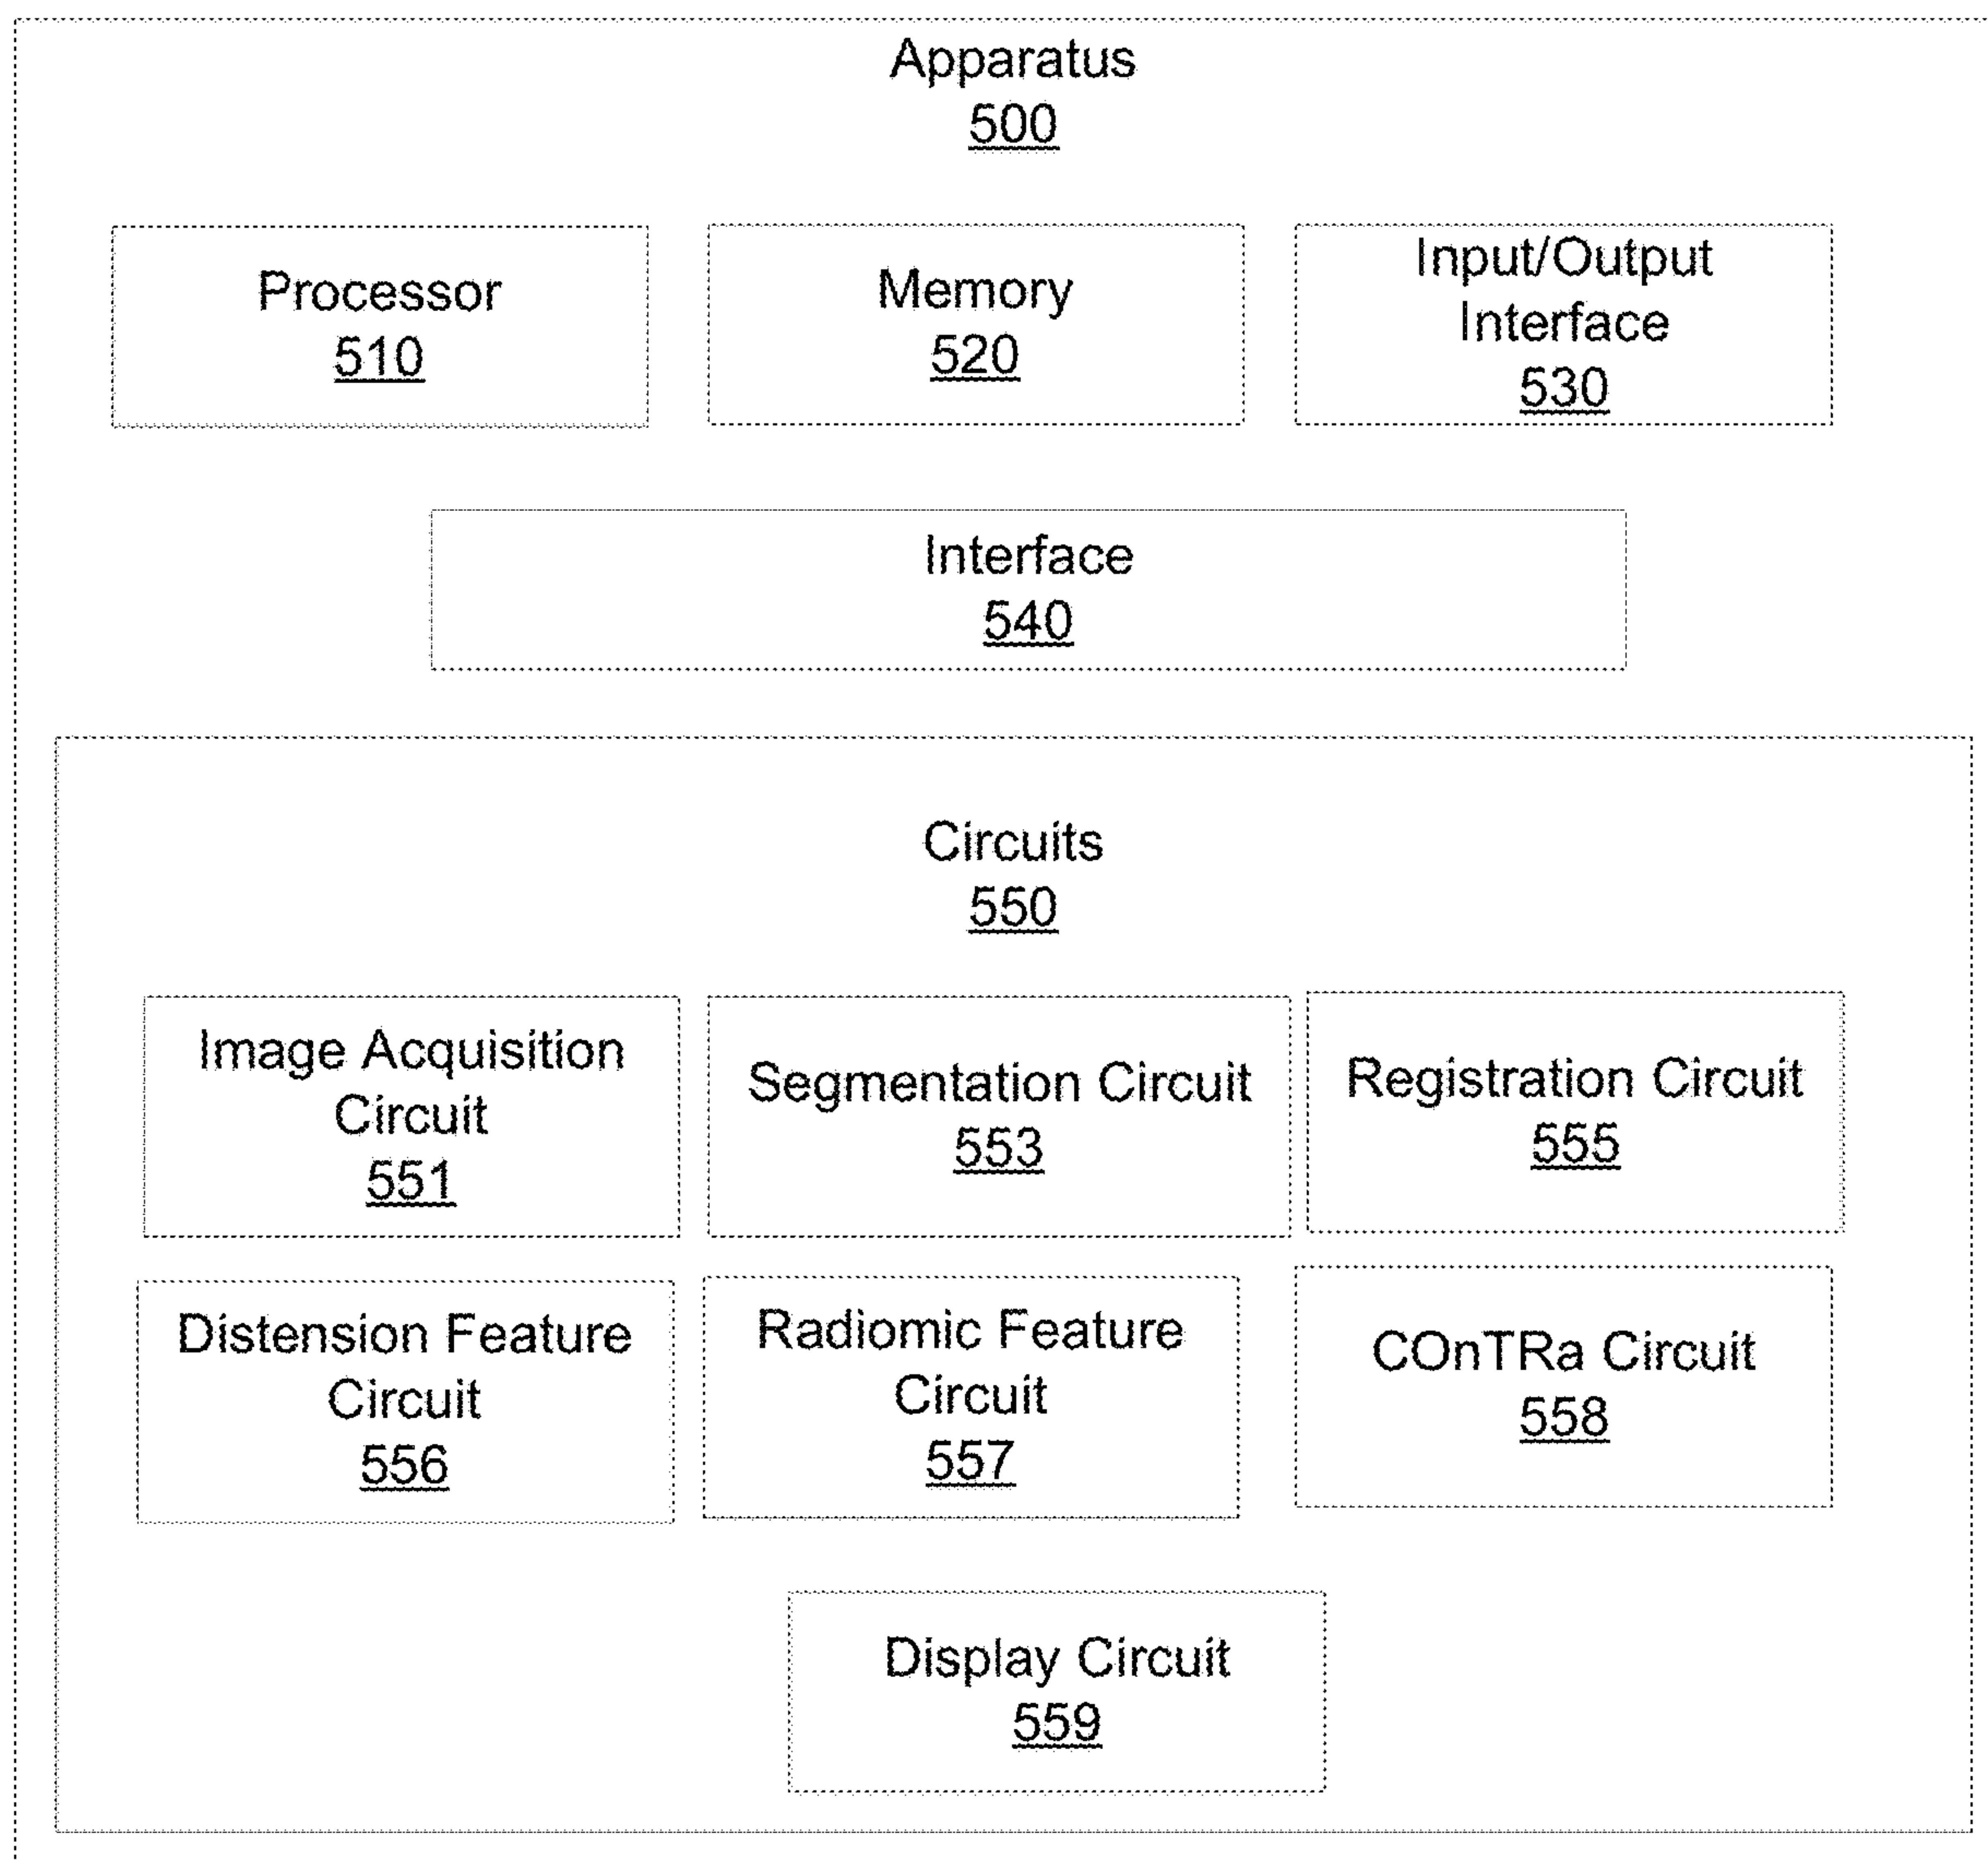 Apparatus
500
Processor
510
Memory
520
Input/Output
Interface
530
Interface
540
Circuits
550
Image Acquisition
Circuit
551
Segmentation Circuit
553
Registration Circuit
555
Distension Feature
Circuit
556
Radiomic Feature
Circuit
557
COnTRa Circuit
558
Display Circuit
559